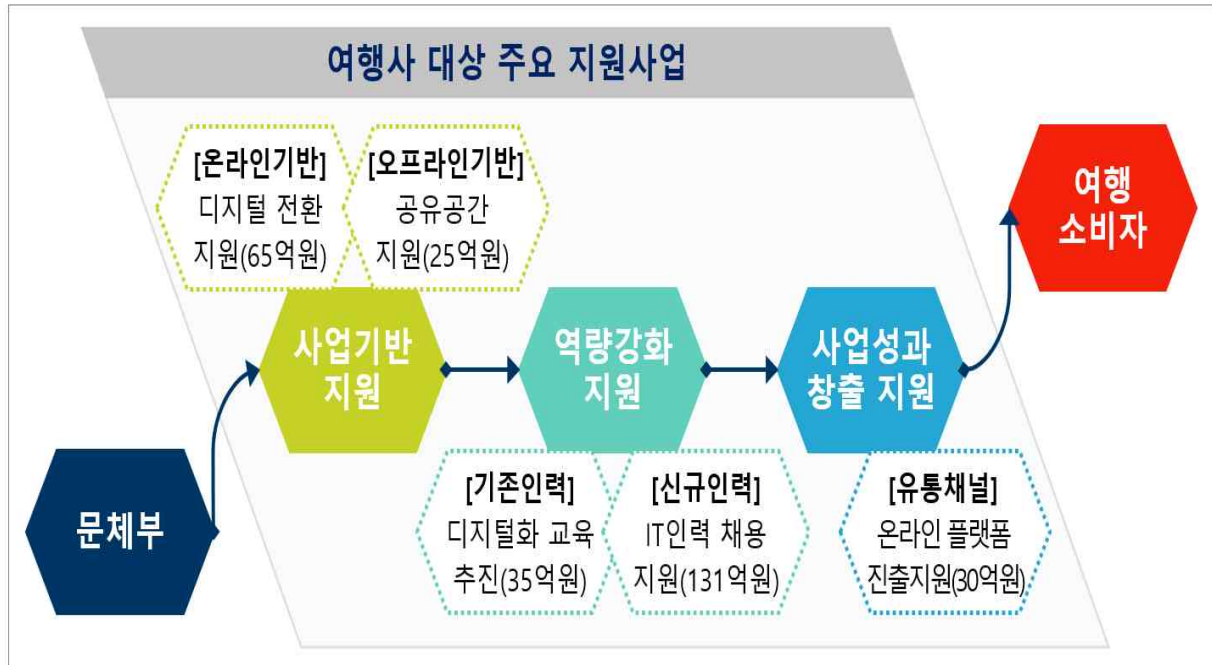 여행사 대상 주요 지원사업
[온라인기반]
디지털 전환
지원(65억원)
[오프라인기반]
공유공간
지원(25억원)
여행
소비자
사업기반
지원
역량강화
지원
사업성과
창출 지원
문체부
[기존인력]
디지털화 교육
추진(35억원)
[신규인력]
IT인력 채용
지원(131억원)
[유통채널]
온라인 플랫폼
진출지원(30억원)